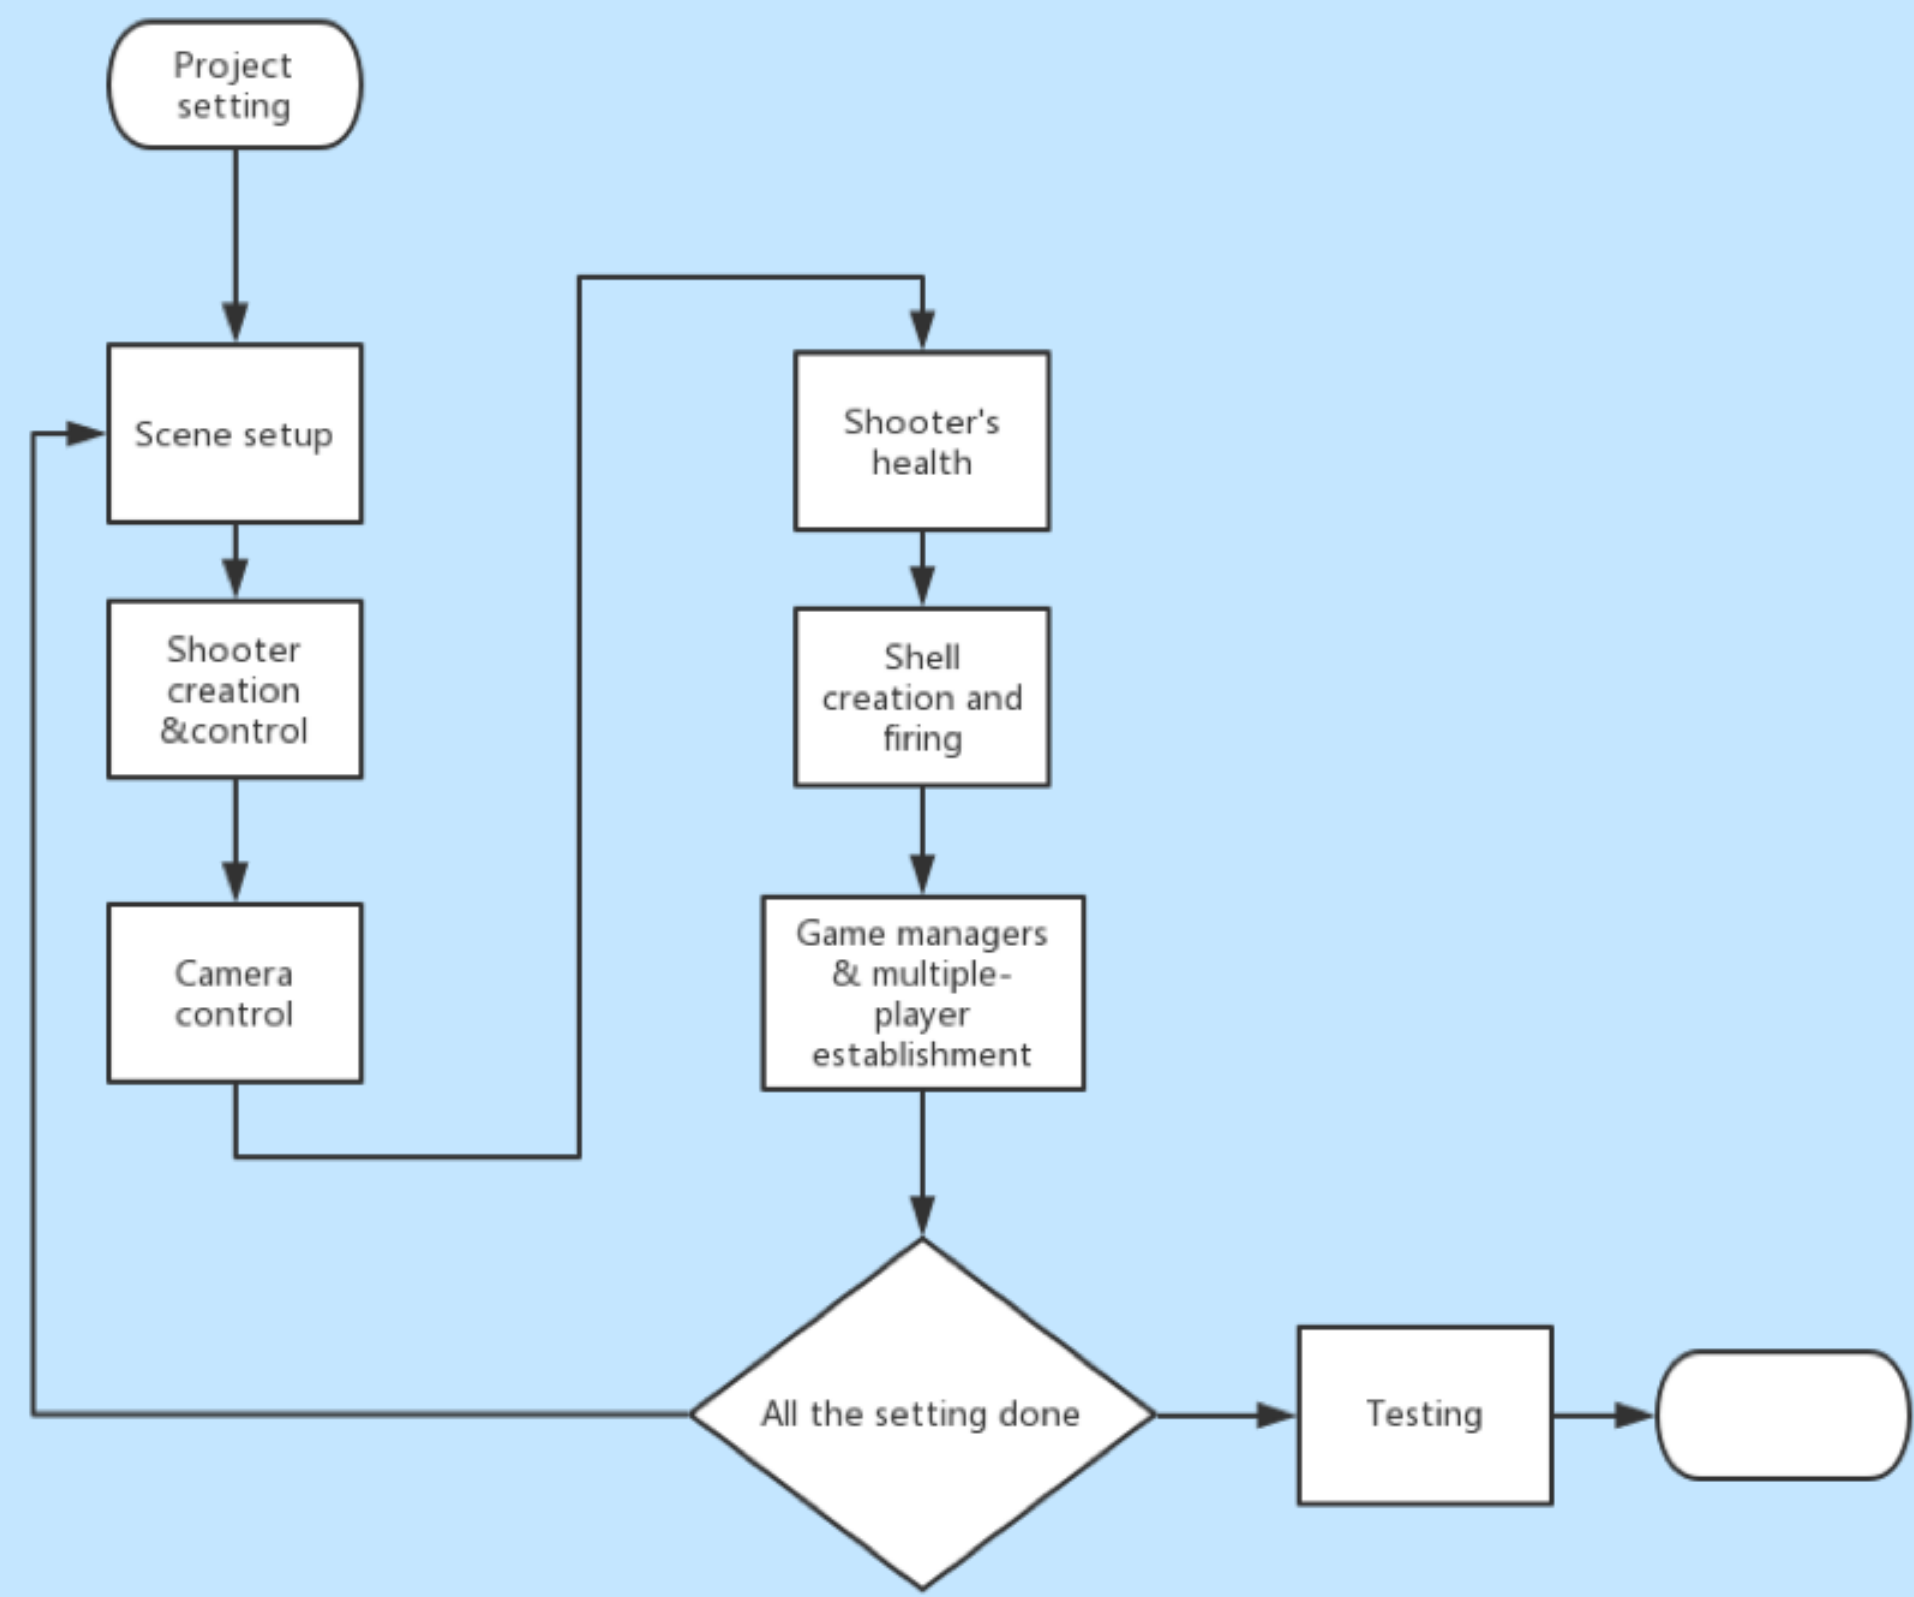 Project
setting
Scene setup
Shooter
creation
&control
Camera
control
Shooter's
health
Shell
creation and
firing
Game managers
& multiple-
player
establishment
All the setting done
Testing